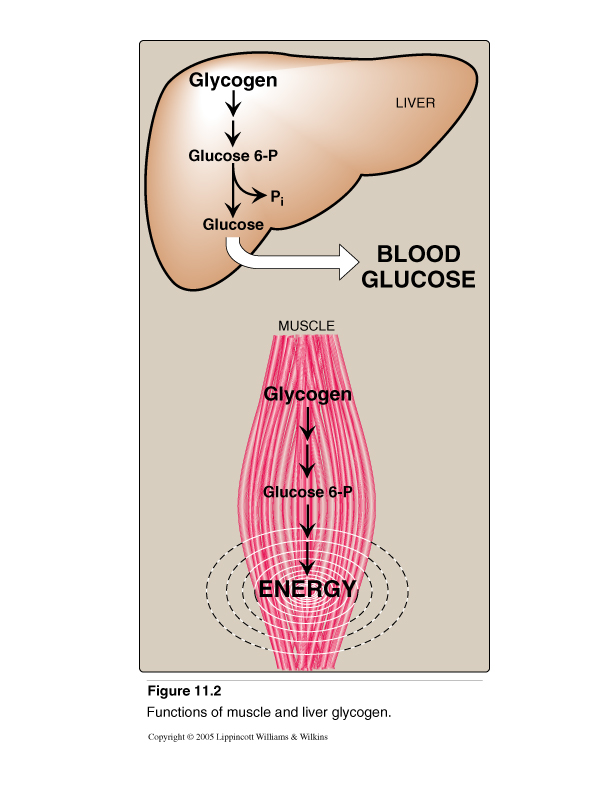 Glycogen
LIVER
Glucose 6-P
Pi
Glucose
BLOOD
GLUCOSE
MUSCLE
Glycogen
Glucose 6-P
ENERGY
Figure 11.2
Functions of muscle and liver glycogen.
Copyright © 2005 Lippincott Williams & Wilkins